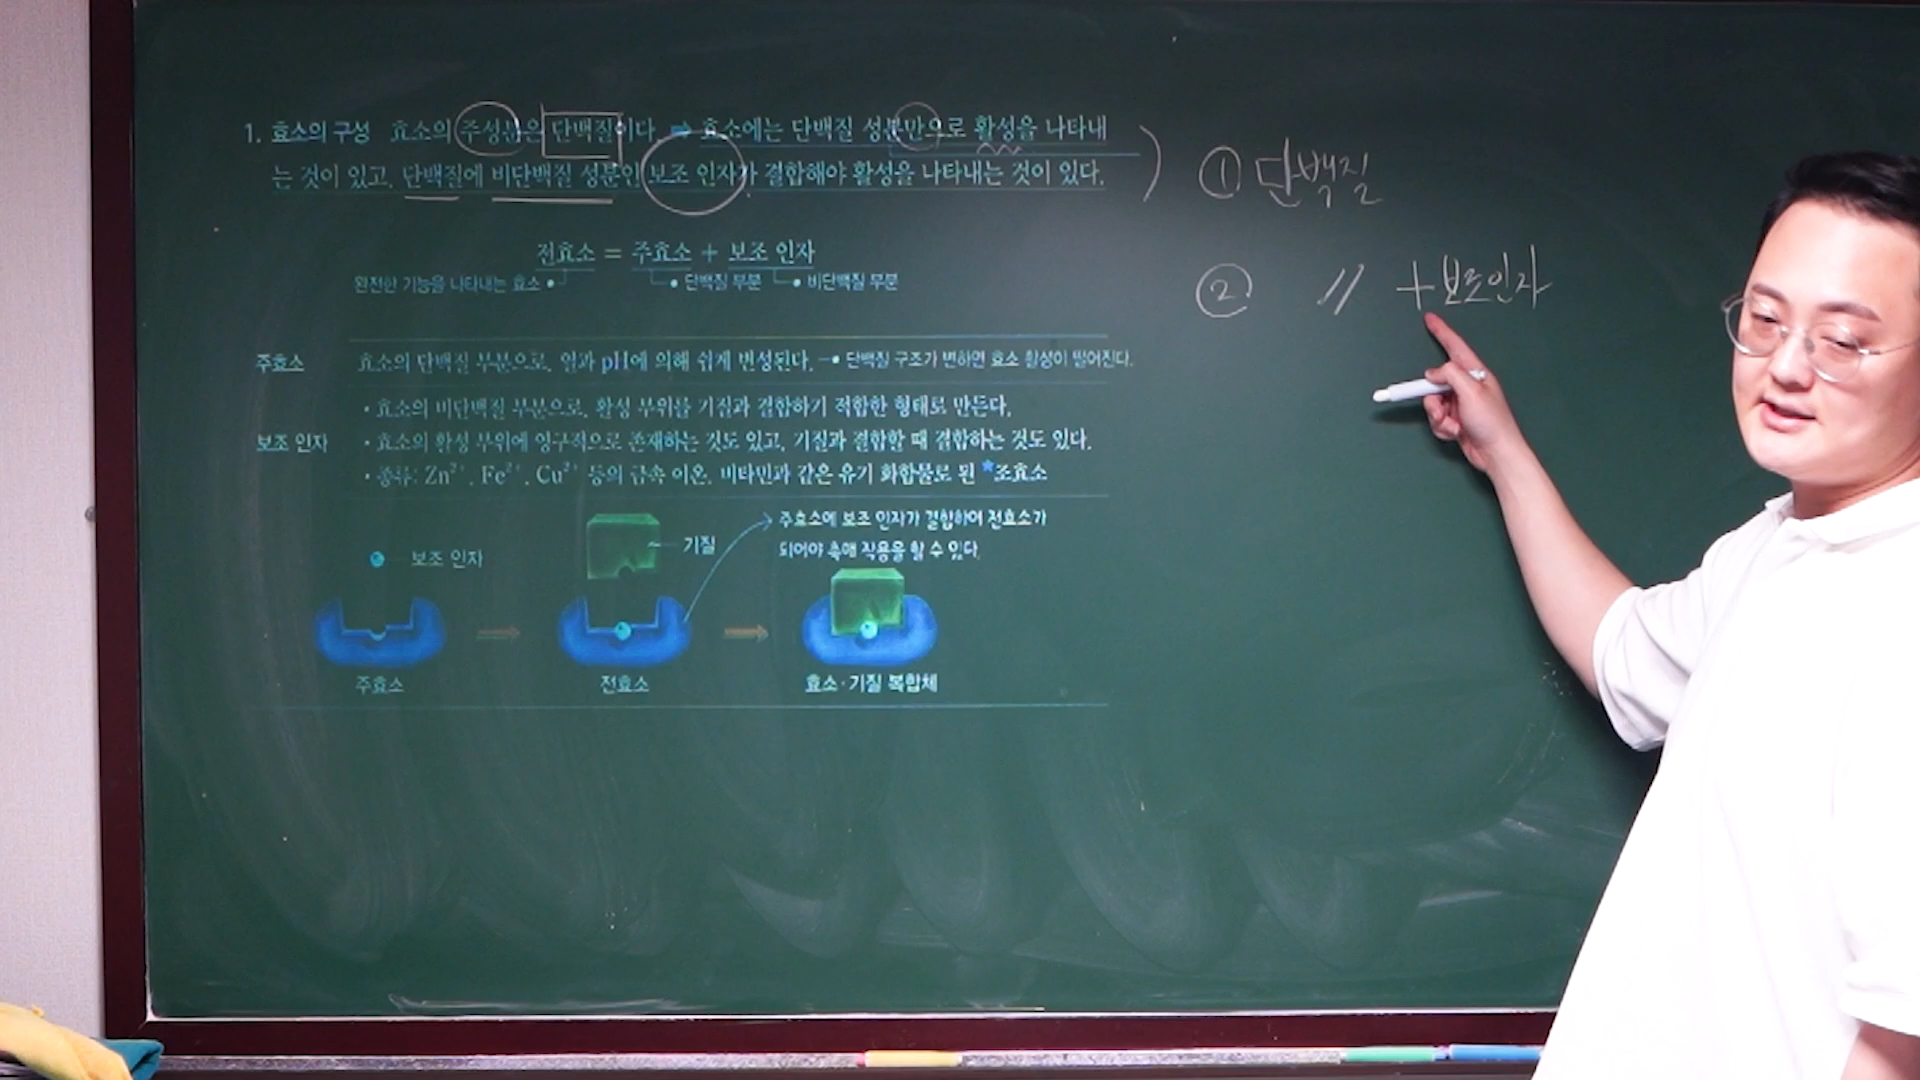 1. 효소의 구성 효소의 주성분은 단백질이다 ➡ 효소에는 단백질 성분만으로 활성을 나타내
는 것이 있고, 단백질에 비단백질 성분인 보조 인자가 결합해야 활성을 나타내는 것이 있다.
① 단백질
전효소 = 주효소 + 보조 인자
완전한 기능을 나타내는 효소 • • 단백질 부분 • 비단백질 부분
② 〃 + 보조인자
주효소 효소의 단백질 부분으로, 열과 pH에 의해 쉽게 변성된다. • 단백질 구조가 변하면 효소 활성이 떨어진다.
• 효소의 비단백질 부분으로, 활성 부위를 기질과 결합하기 적합한 형태로 만든다.
보조 인자 • 효소의 활성 부위에 영구적으로 존재하는 것도 있고, 기질과 결합할 때 결합하는 것도 있다.
• 종류: Zn²⁺, Fe²⁺, Cu²⁺ 등의 금속 이온, 비타민과 같은 유기 화합물로 된 ★조효소
주효소에 보조 인자가 결합하여 전효소가
되어야 촉매 작용을 할 수 있다.
보조 인자
기질
주효소
전효소
효소·기질 복합체